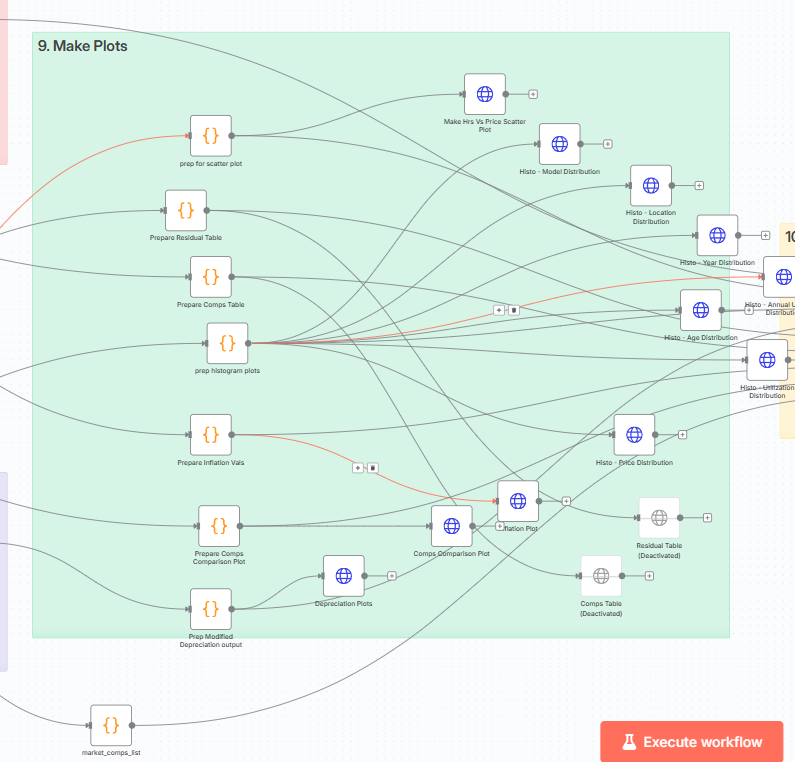 9. Make Plots
10
Make Hrs Vs Price Scatter
Plot
prep for scatter plot
Histo - Model Distribution
Histo - Location
Distribution
Prepare Residual Table
Histo - Year Distribution
Prepare Comps Table
Histo - Annual U
Distributi
Histo - Age Distribution
prep histogram plots
Histo - Utilization
Distribution
Prepare Inflation Vals
Histo - Price Distribution
Inflation Plot
Prepare Comps
Comparison Plot
Comps Comparison Plot
Residual Table
(Deactivated)
Depreciation Plots
Comps Table
(Deactivated)
Prep Modified
Depreciation output
Execute workflow
market_comps_list